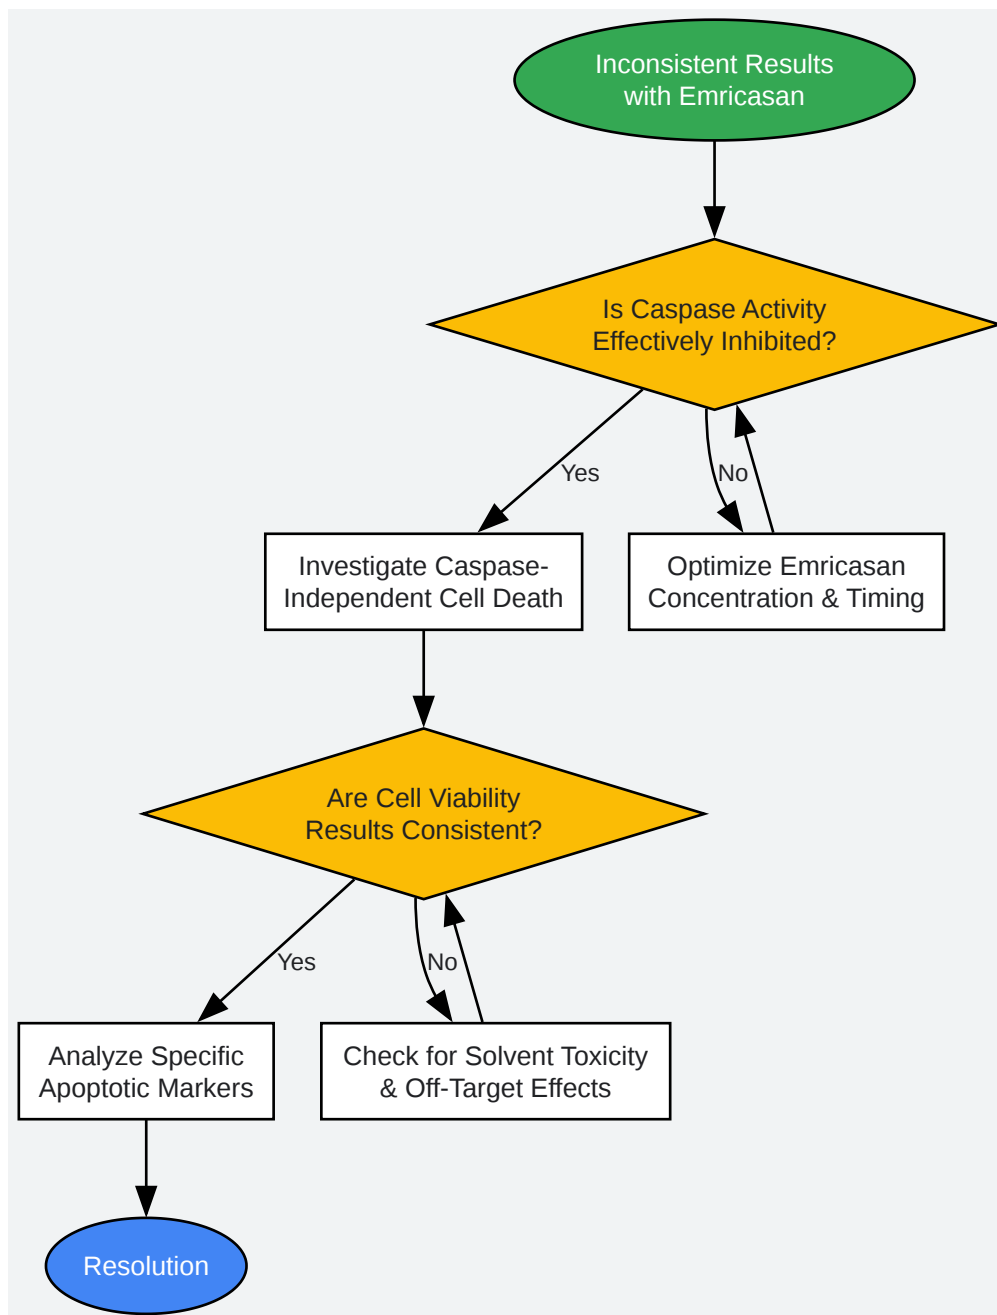 Inconsistent Results
with Emricasan
Is Caspase Activity
Effectively Inhibited?
Yes
No
Investigate Caspase-
Independent Cell Death
Optimize Emricasan
Concentration & Timing
Are Cell Viability
Results Consistent?
Yes
No
Analyze Specific
Apoptotic Markers
Check for Solvent Toxicity
& Off-Target Effects
Resolution